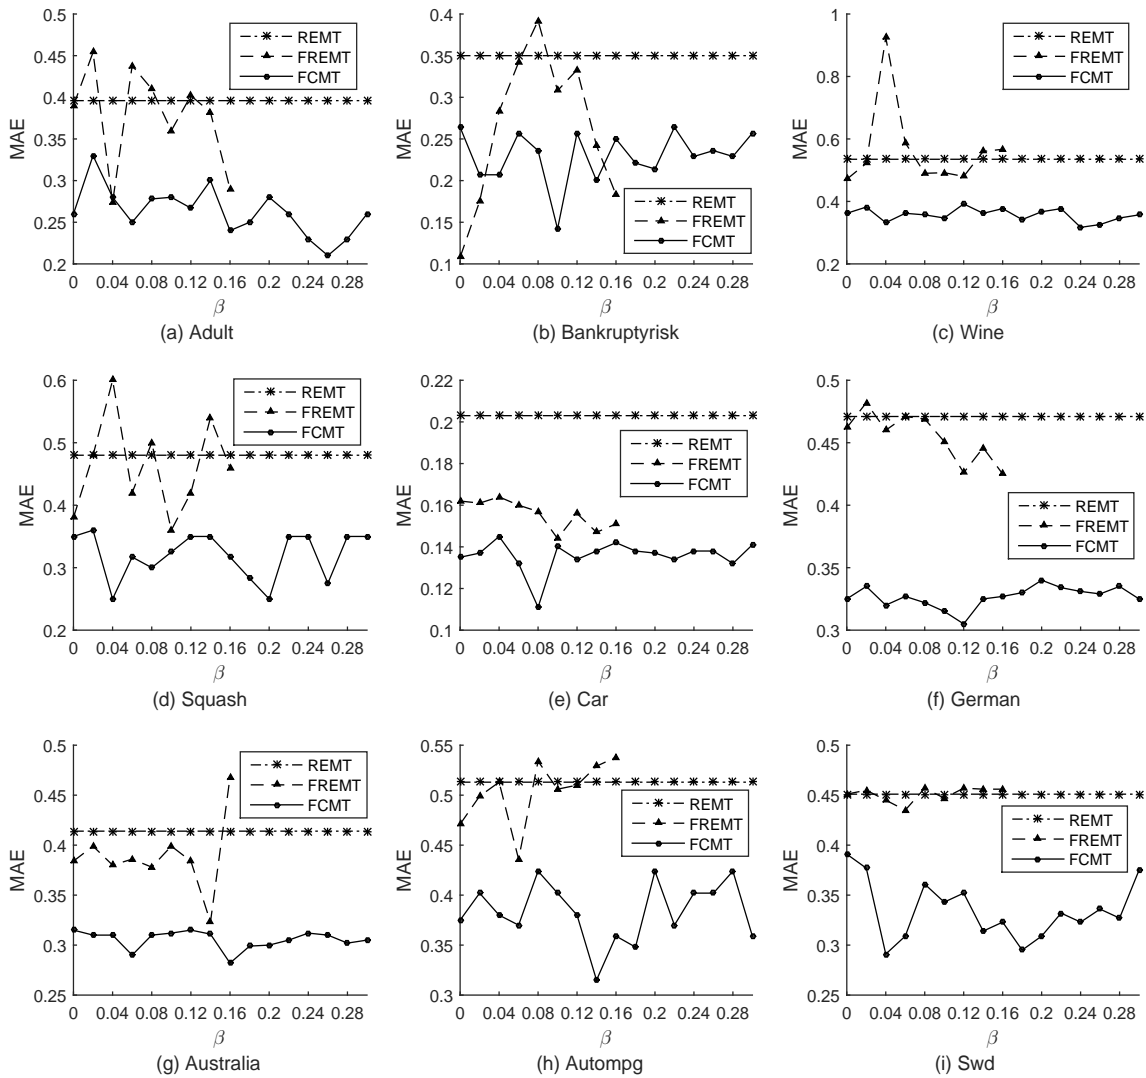 0.5
0.45
0.4
0.35
0.3
0.25
0.2
MAE
0 0.04 0.08 0.12 0.16 0.2 0.24 0.28
β
REMT
FREMT
FCMT
(a) Adult
0.4
0.35
0.3
0.25
0.2
0.15
0.1
MAE
0 0.04 0.08 0.12 0.16 0.2 0.24 0.28
β
REMT
FREMT
FCMT
(b) Bankruptyrisk
1
0.8
0.6
0.4
0.2
MAE
0 0.04 0.08 0.12 0.16 0.2 0.24 0.28
β
REMT
FREMT
FCMT
(c) Wine
0.6
0.5
0.4
0.3
0.2
MAE
0 0.04 0.08 0.12 0.16 0.2 0.24 0.28
β
REMT
FREMT
FCMT
(d) Squash
0.22
0.2
0.18
0.16
0.14
0.12
0.1
MAE
0 0.04 0.08 0.12 0.16 0.2 0.24 0.28
β
REMT
FREMT
FCMT
(e) Car
0.5
0.45
0.4
0.35
0.3
MAE
0 0.04 0.08 0.12 0.16 0.2 0.24 0.28
β
REMT
FREMT
FCMT
(f) German
0.5
0.45
0.4
0.35
0.3
0.25
MAE
0 0.04 0.08 0.12 0.16 0.2 0.24 0.28
β
REMT
FREMT
FCMT
(g) Australia
0.55
0.5
0.45
0.4
0.35
0.3
MAE
0 0.04 0.08 0.12 0.16 0.2 0.24 0.28
β
REMT
FREMT
FCMT
(h) Autompg
0.5
0.45
0.4
0.35
0.3
0.25
MAE
0 0.04 0.08 0.12 0.16 0.2 0.24 0.28
β
REMT
FREMT
FCMT
(i) Swd